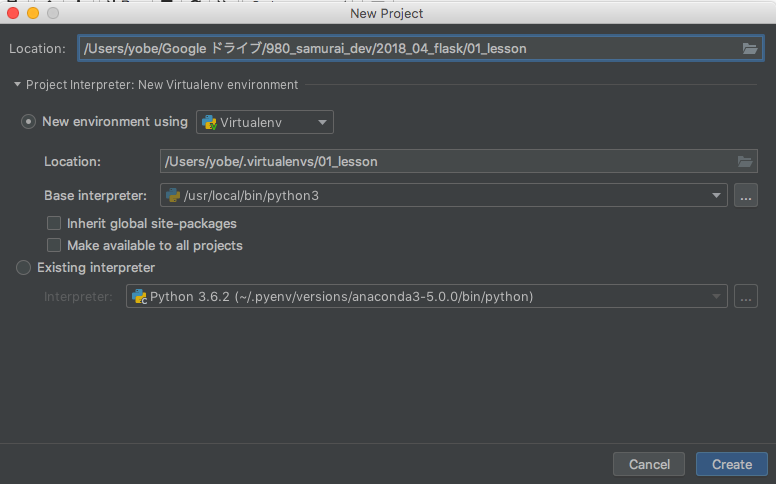 New Project
Location: /Users/yobe/Google ドライブ/980_samurai_dev/2018_04_flask/01_lesson
Project Interpreter: New Virtualenv environment
New environment using Virtualenv
Location: /Users/yobe/.virtualenvs/01_lesson
Base interpreter: /usr/local/bin/python3 ...
Inherit global site-packages
Make available to all projects
Existing interpreter
Interpreter: Python 3.6.2 (~/.pyenv/versions/anaconda3-5.0.0/bin/python) ...
Cancel Create